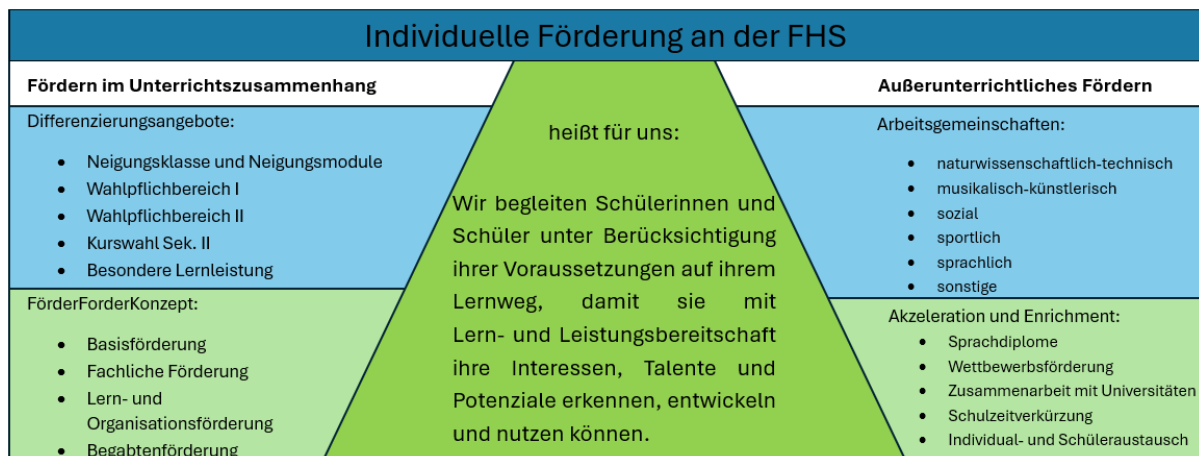 Individuelle Förderung an der FHS
Fördern im Unterrichtszusammenhang
Differenzierungsangebote:
• Neigungsklasse und Neigungsmodule
• Wahlpflichtbereich I
• Wahlpflichtbereich II
• Kurswahl Sek. II
• Besondere Lernleistung
FörderForderKonzept:
• Basisförderung
• Fachliche Förderung
• Lern- und
Organisationsförderung
• Begabtenförderung
heißt für uns:
Wir begleiten Schülerinnen und
Schüler unter Berücksichtigung
ihrer Voraussetzungen auf ihrem
Lernweg, damit sie mit
Lern- und Leistungsbereitschaft
ihre Interessen, Talente und
Potenziale erkennen, entwickeln
und nutzen können.
Außerunterrichtliches Fördern
Arbeitsgemeinschaften:
• naturwissenschaftlich-technisch
• musikalisch-künstlerisch
• sozial
• sportlich
• sprachlich
• sonstige
Akzeleration und Enrichment:
• Sprachdiplome
• Wettbewerbsförderung
• Zusammenarbeit mit Universitäten
• Schulzeitverkürzung
• Individual- und Schüleraustausch